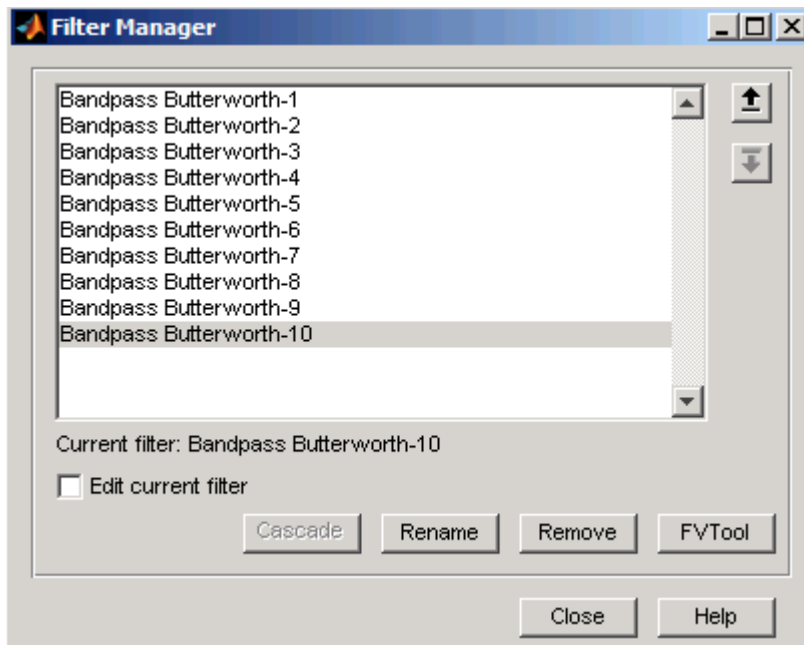 Filter Manager
Bandpass Butterworth-1
Bandpass Butterworth-2
Bandpass Butterworth-3
Bandpass Butterworth-4
Bandpass Butterworth-5
Bandpass Butterworth-6
Bandpass Butterworth-7
Bandpass Butterworth-8
Bandpass Butterworth-9
Bandpass Butterworth-10
Current filter: Bandpass Butterworth-10
Edit current filter
Cascade Rename Remove FVTool
Close Help